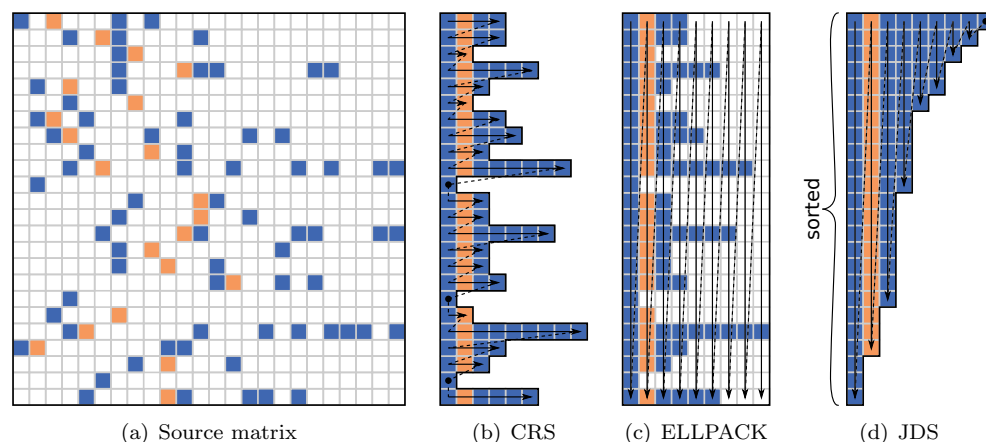 sorted
(a) Source matrix
(b) CRS
(c) ELLPACK
(d) JDS